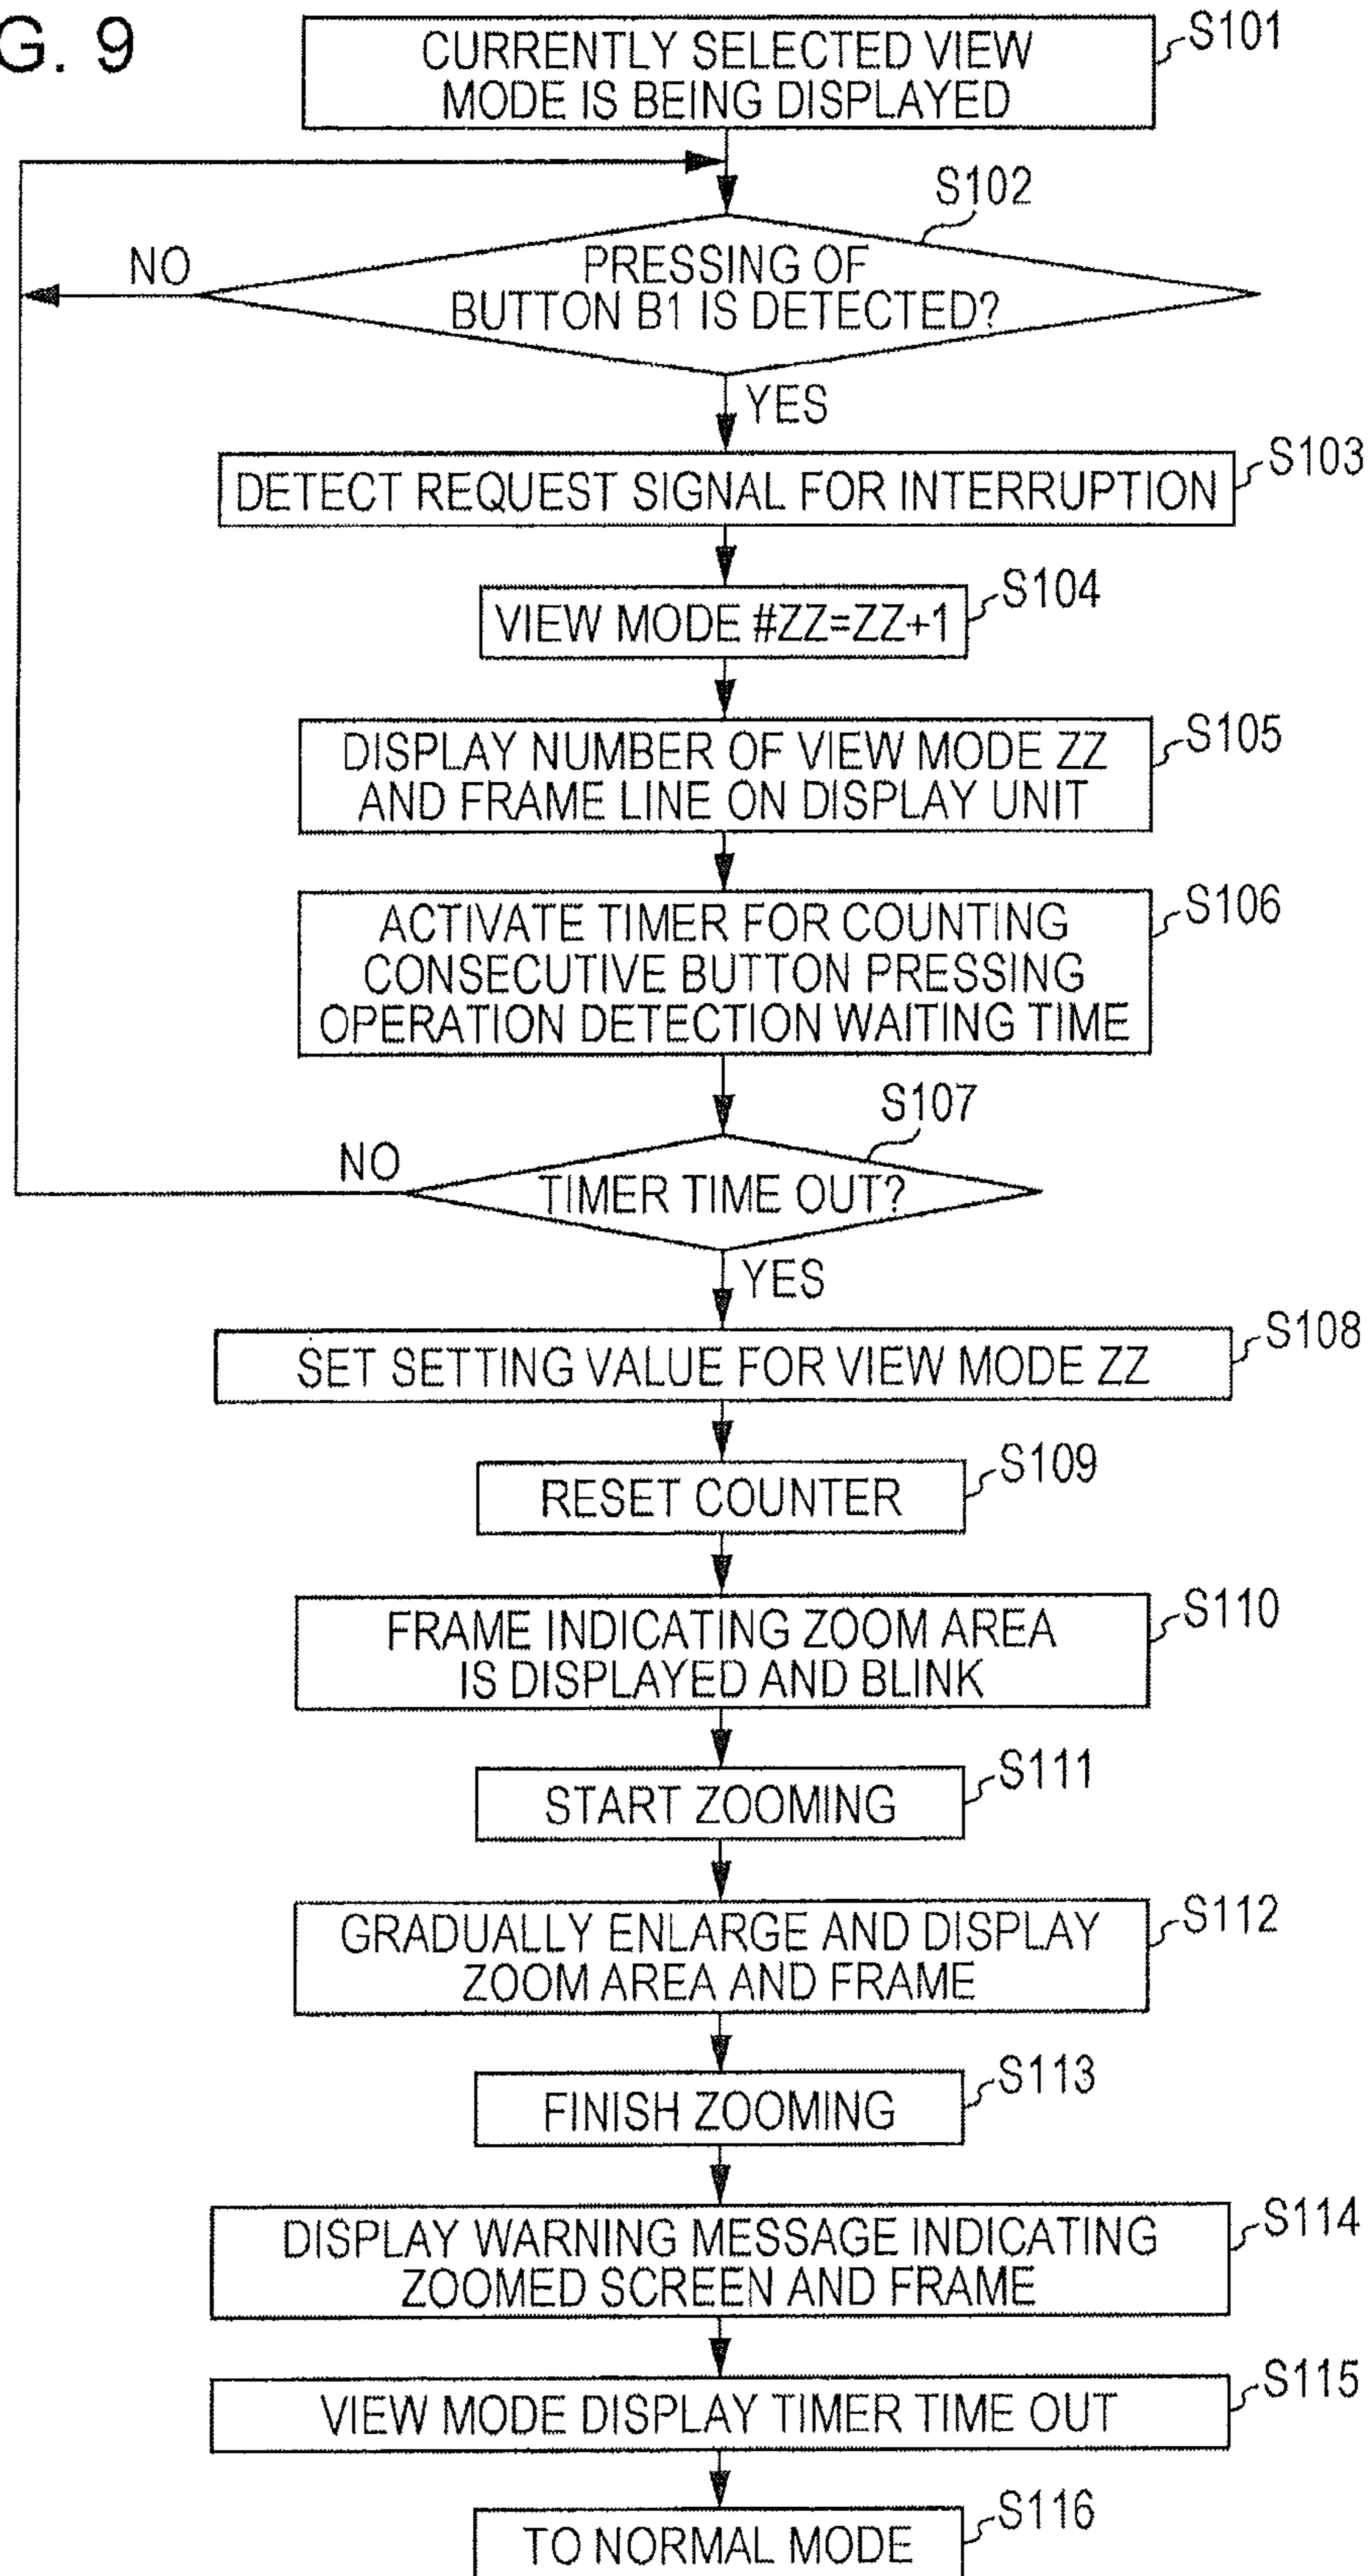 G. 9
CURRENTLY SELECTED VIEW
MODE IS BEING DISPLAYED
S101
S102
PRESSING OF
BUTTON B1 IS DETECTED?
NO
YES
DETECT REQUEST SIGNAL FOR INTERRUPTION
S103
VIEW MODE #ZZ=ZZ+1
S104
DISPLAY NUMBER OF VIEW MODE ZZ
AND FRAME LINE ON DISPLAY UNIT
S105
ACTIVATE TIMER FOR COUNTING
CONSECUTIVE BUTTON PRESSING
OPERATION DETECTION WAITING TIME
S106
S107
TIMER TIME OUT?
NO
YES
SET SETTING VALUE FOR VIEW MODE ZZ
S108
RESET COUNTER
S109
FRAME INDICATING ZOOM AREA
IS DISPLAYED AND BLINK
S110
START ZOOMING
S111
GRADUALLY ENLARGE AND DISPLAY
ZOOM AREA AND FRAME
S112
FINISH ZOOMING
S113
DISPLAY WARNING MESSAGE INDICATING
ZOOMED SCREEN AND FRAME
S114
VIEW MODE DISPLAY TIMER TIME OUT
S115
TO NORMAL MODE
S116